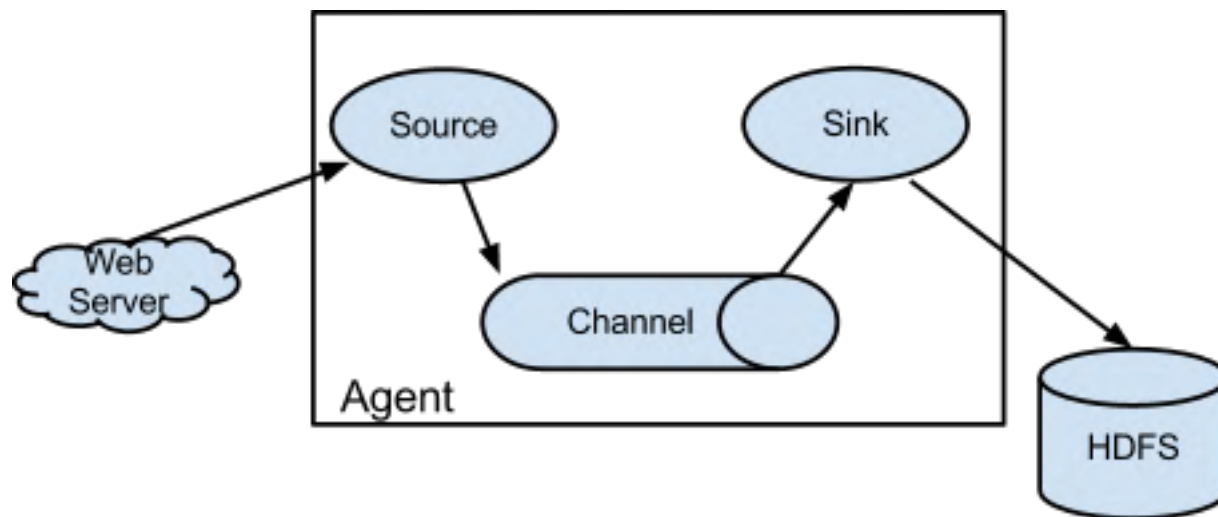 Source
Sink
Web
Server
Channel
Agent
HDFS